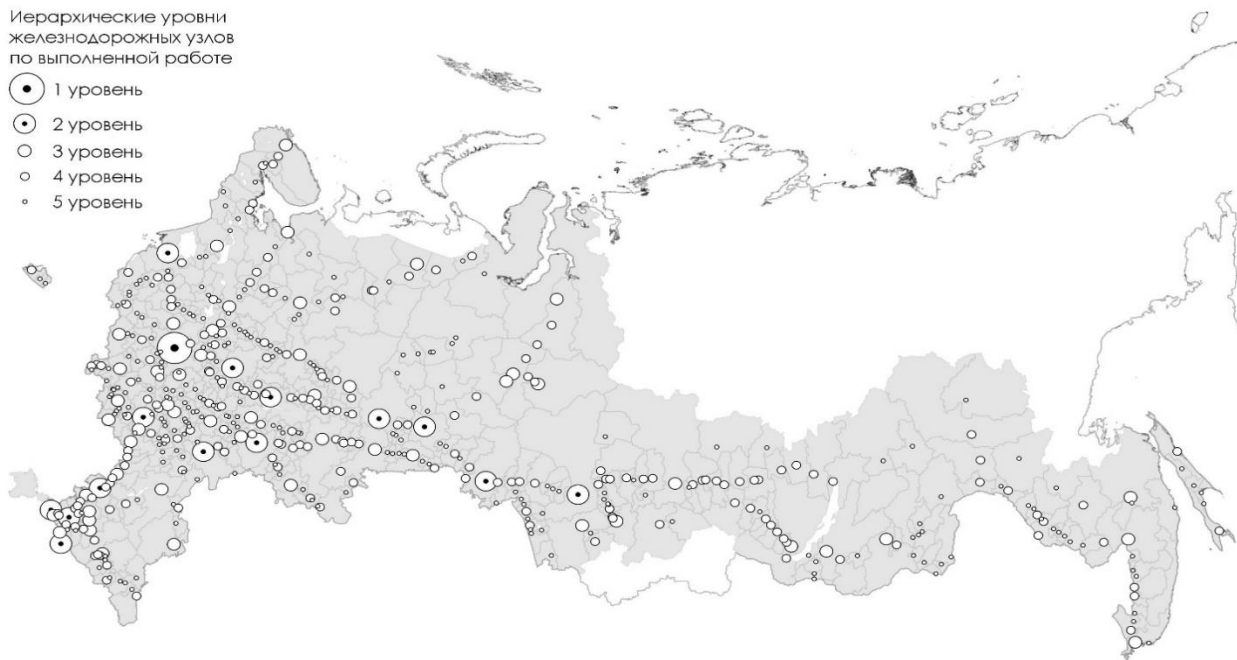 Иерархические уровни
железнодорожных узлов
по выполненной работе
1 уровень
2 уровень
3 уровень
4 уровень
5 уровень